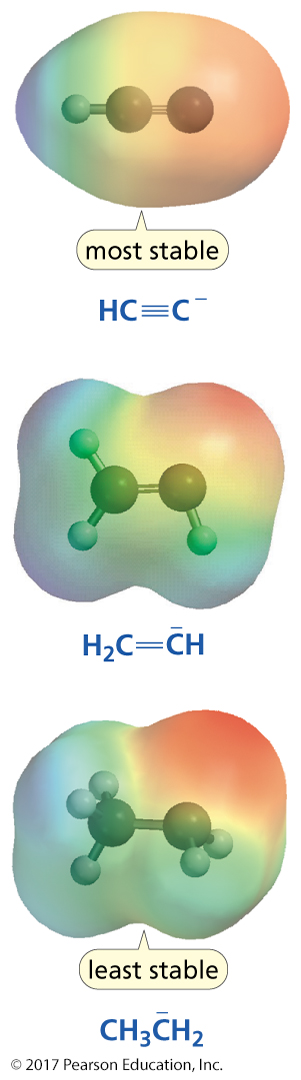 most stable
HC≡C⁻
H₂C=C̄H
least stable
CH₃C̄H₂
© 2017 Pearson Education, Inc.